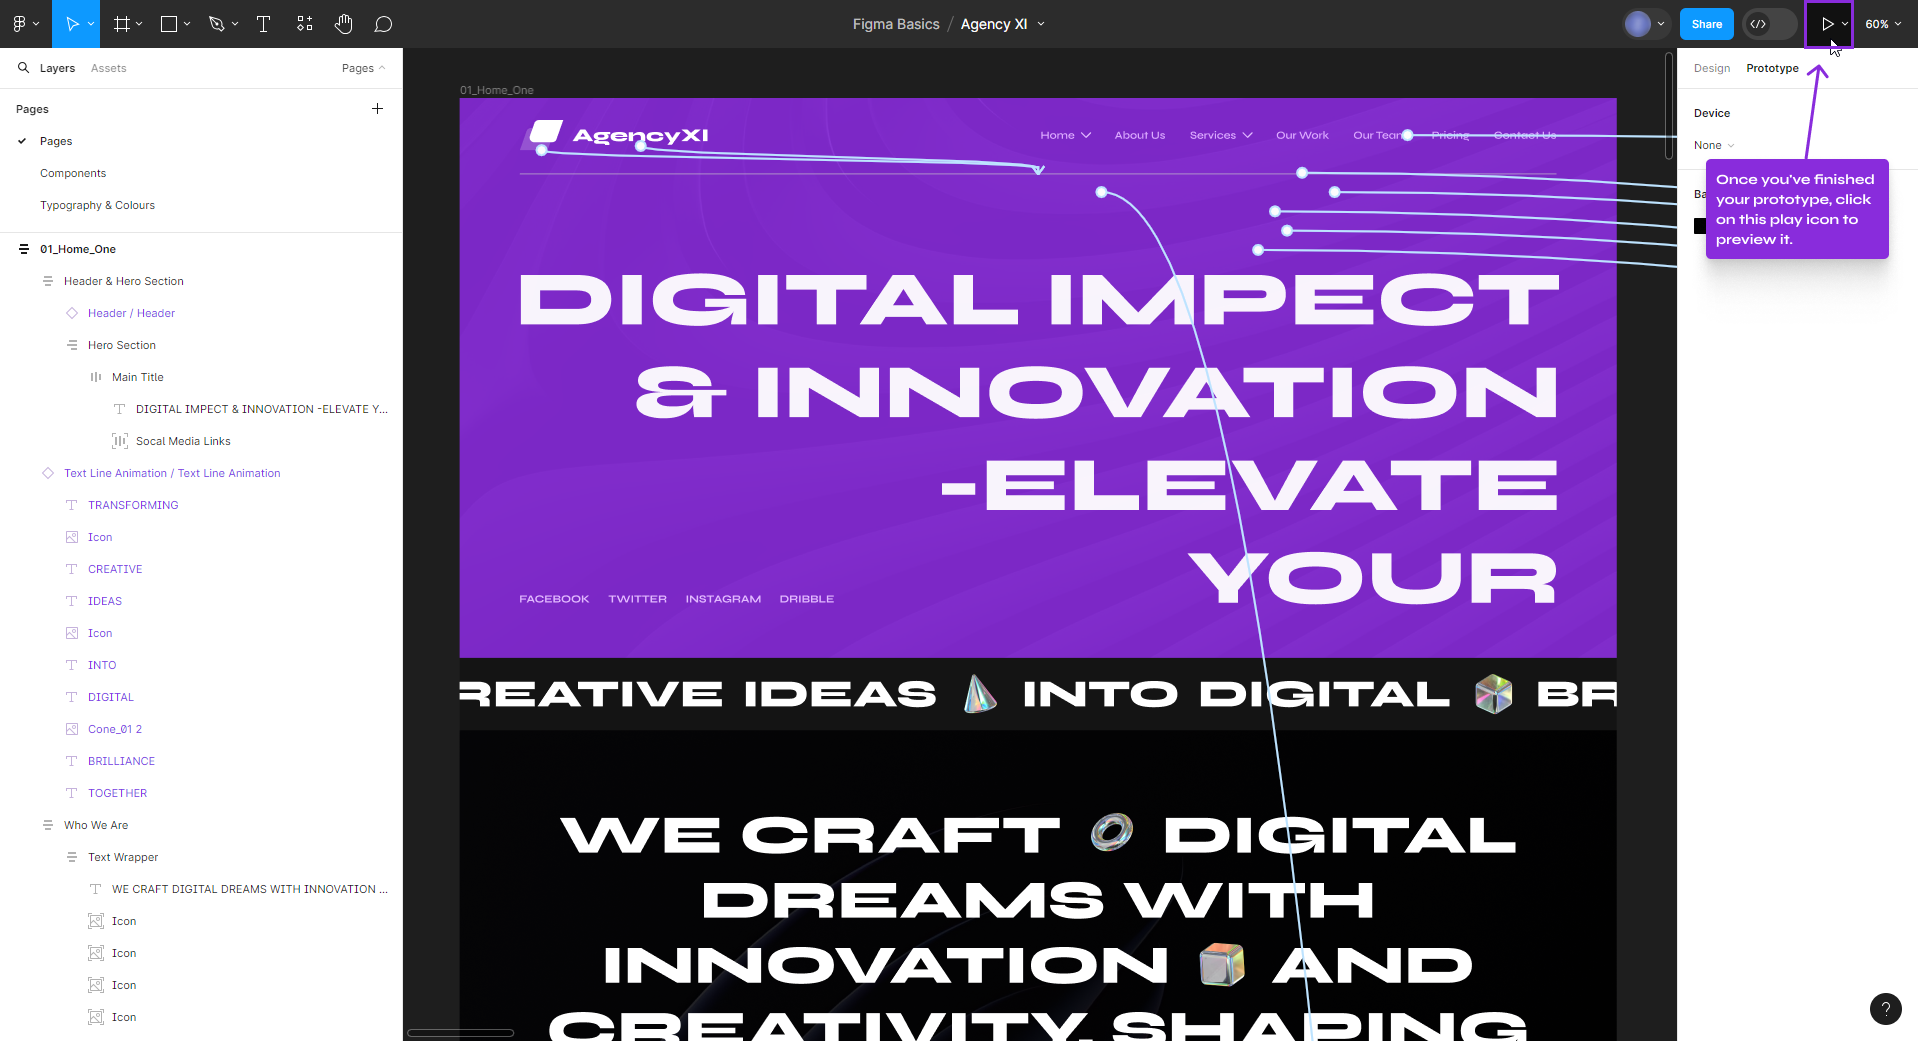 Figma Basics / Agency XI
Share
60%
Layers
Assets
Pages
Design
Prototype
Pages
Pages
Components
Typography & Colours
01_Home_One
Header & Hero Section
Header / Header
Hero Section
Main Title
DIGITAL IMPECT & INNOVATION -ELEVATE Y...
Socal Media Links
Text Line Animation / Text Line Animation
TRANSFORMING
Icon
CREATIVE
IDEAS
Icon
INTO
DIGITAL
Cone_01 2
BRILLIANCE
TOGETHER
Who We Are
Text Wrapper
WE CRAFT DIGITAL DREAMS WITH INNOVATION ...
Icon
Icon
Icon
Icon
01_Home_One
AgencyXI
Home
About Us
Services
Our Work
Our Team
Pricing
Contact Us
DIGITAL IMPECT
& INNOVATION
-ELEVATE
YOUR
FACEBOOK TWITTER INSTAGRAM DRIBBLE
REATIVE IDEAS INTO DIGITAL BR
WE CRAFT DIGITAL
DREAMS WITH
INNOVATION AND
CREATIVITY, SHAPING
Device
None
Ba
Once you've finished
your prototype, click
on this play icon to
preview it.
?